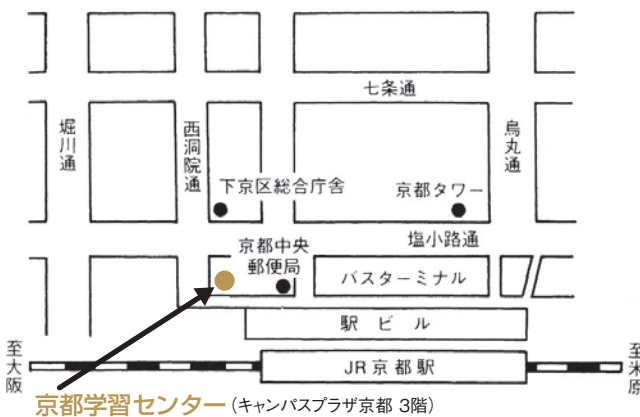 七条通
堀川通
西洞院通
烏丸通
下京区総合庁舎
京都タワー
塩小路通
京都中央
郵便局
バスターミナル
駅ビル
至大阪
JR京都駅
至米原
京都学習センター(キャンパスプラザ京都 3階)